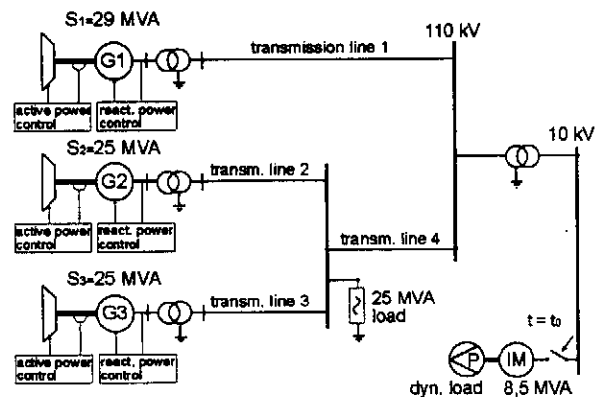 S1=29 MVA
G1
transmission line 1
110 kV
active power
control
react. power
control
10 kV
S2=25 MVA
G2
transm. line 2
active power
control
react. power
control
transm. line 4
S3=25 MVA
G3
transm. line 3
25 MVA
load
active power
control
react. power
control
t = t0
P
IM
dyn. load
8,5 MVA